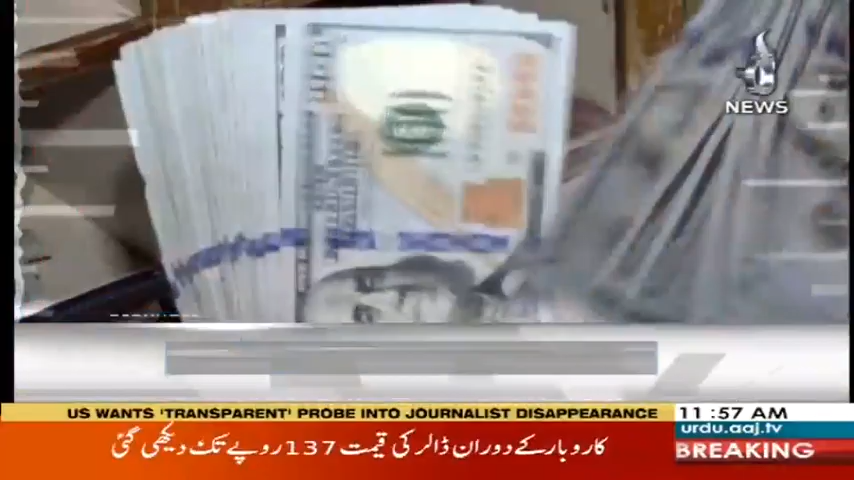 NEWS
US WANTS 'TRANSPARENT' PROBE INTO JOURNALIST DISAPPEARANCE
11:57 AM
urdu.aaj.tv
کاروبار کے دوران ڈالر کی قیمت 137 روپے تک دیکھی گئی
BREAKING